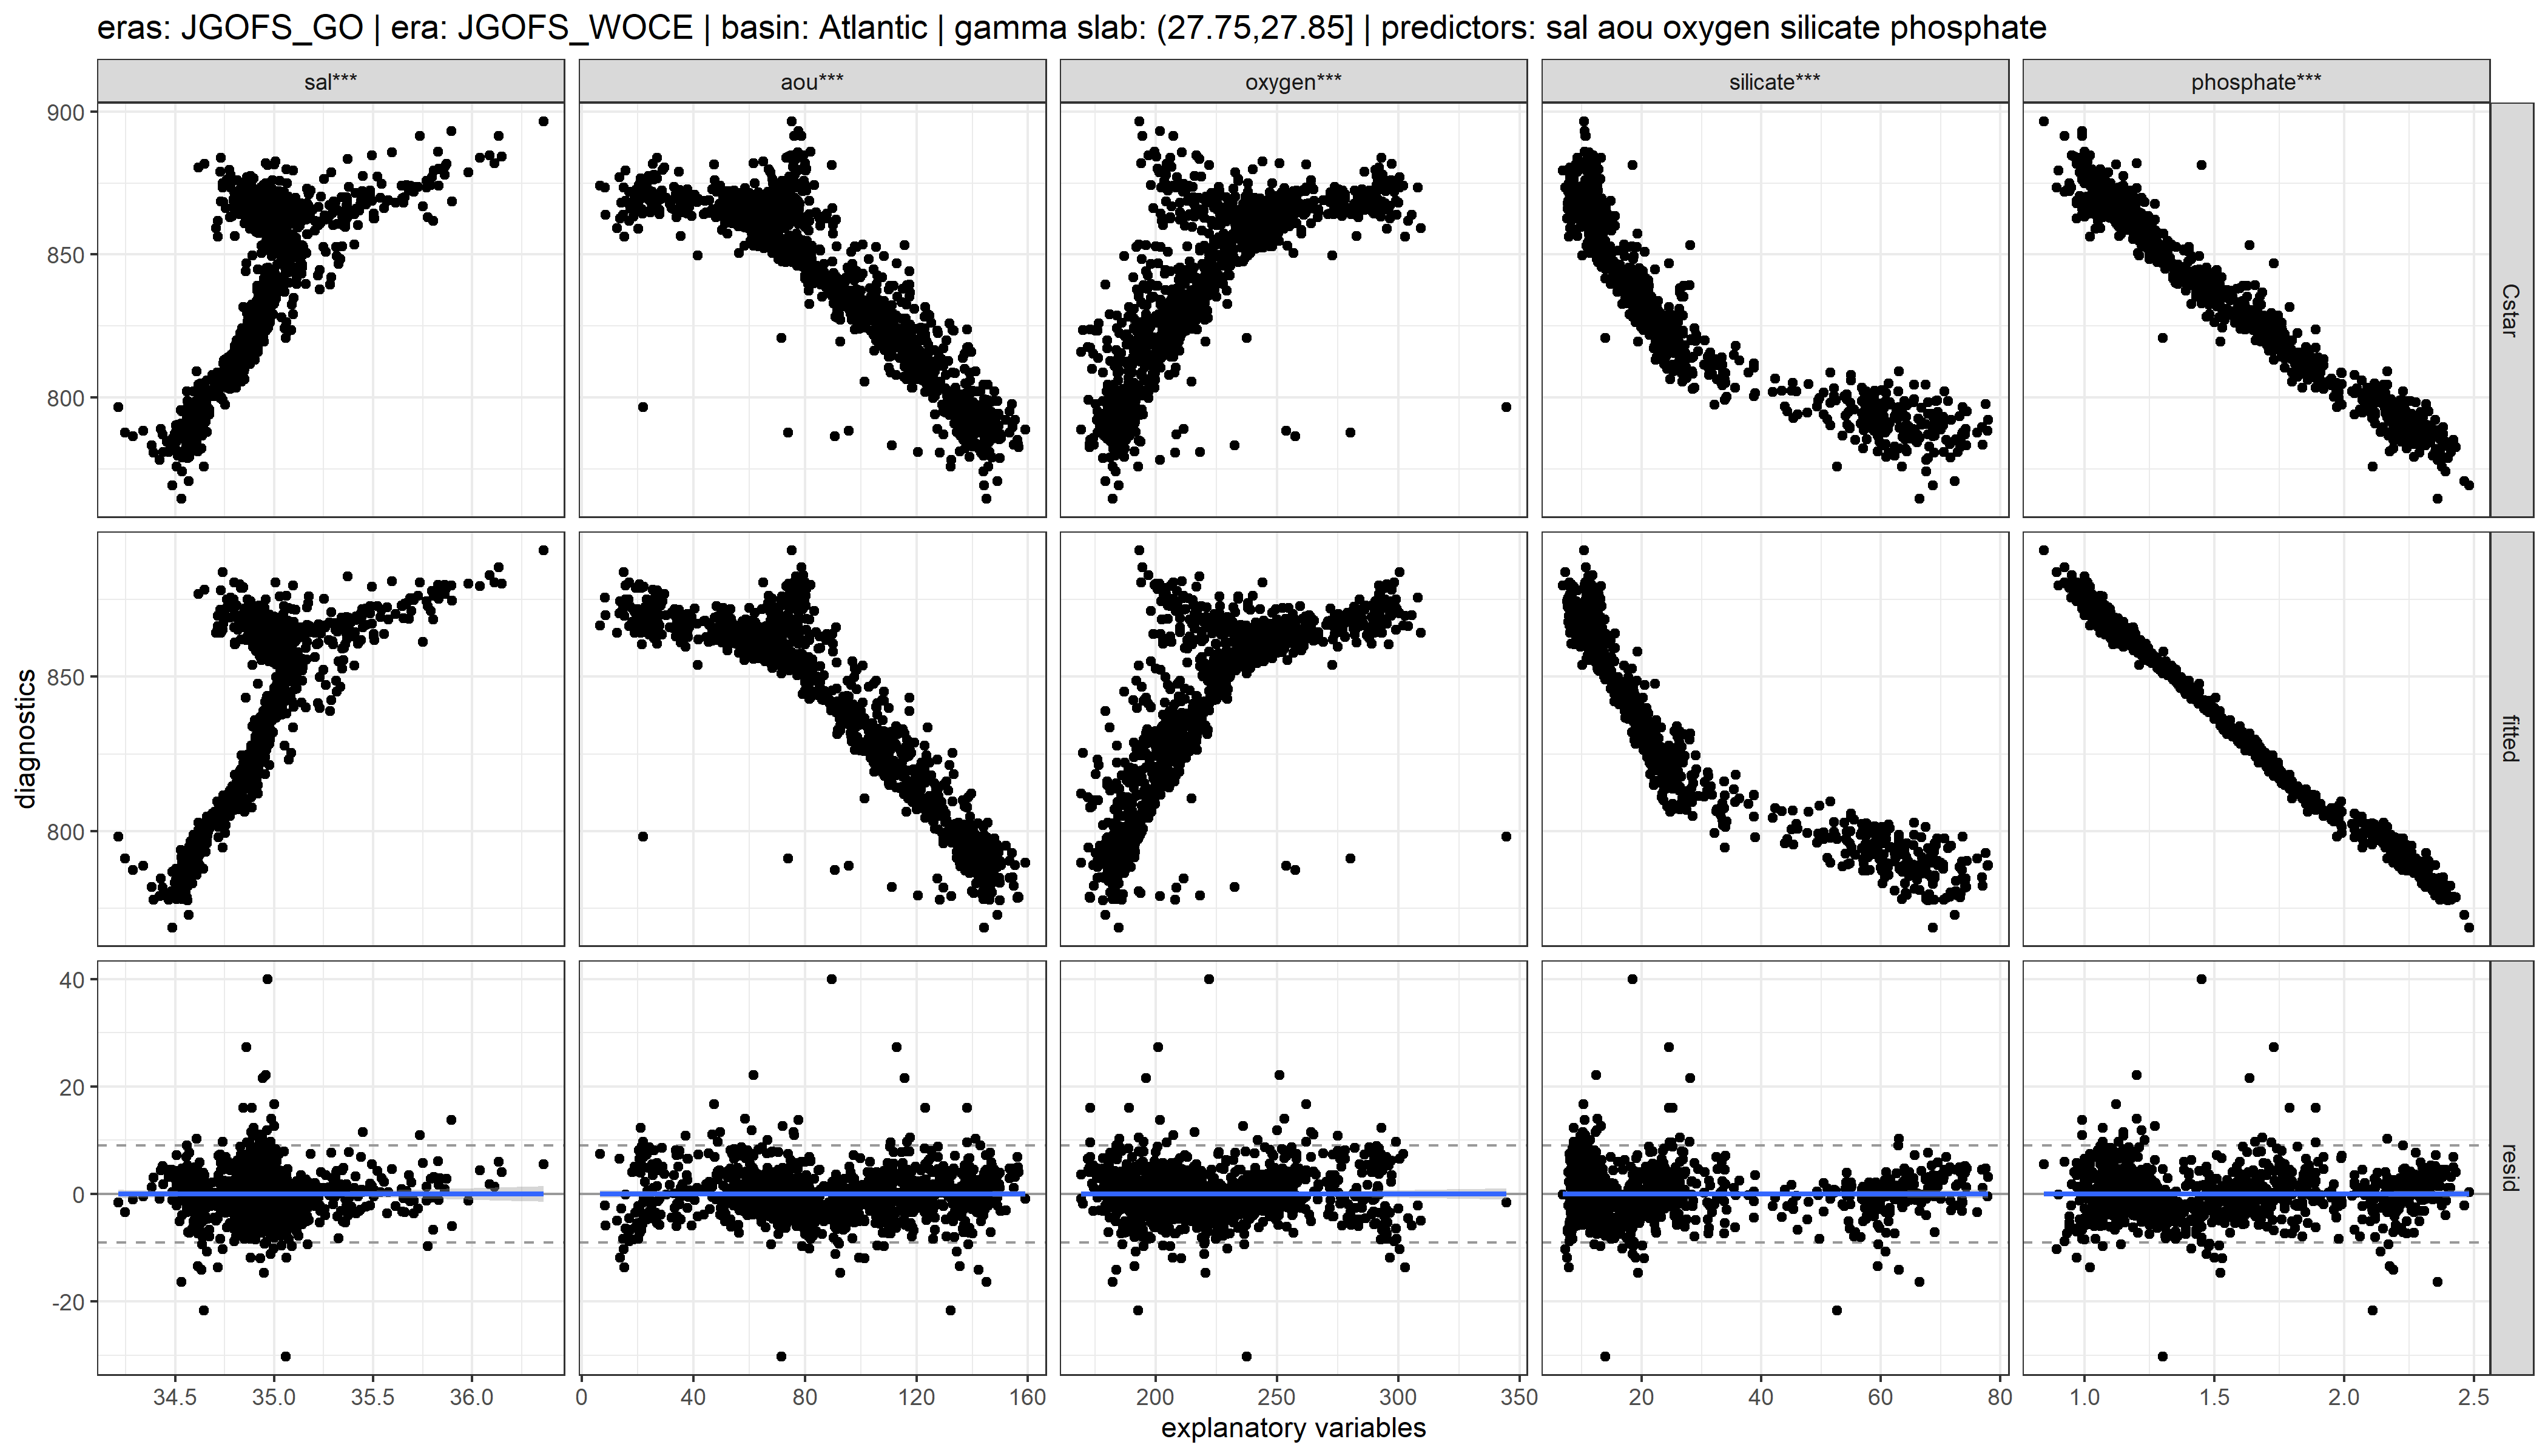 eras: JGOFS_GO | era: JGOFS_WOCE | basin: Atlantic | gamma slab: (27.75,27.85] | predictors: sal aou oxygen silicate phosphate
sal*** aou*** oxygen*** silicate*** phosphate***
900
850
800
Cstar
850
800
fitted
40
20
0
-20
resid
diagnostics
34.5 35.0 35.5 36.0 0 40 80 120 160 200 250 300 350 20 40 60 80 1.0 1.5 2.0 2.5
explanatory variables